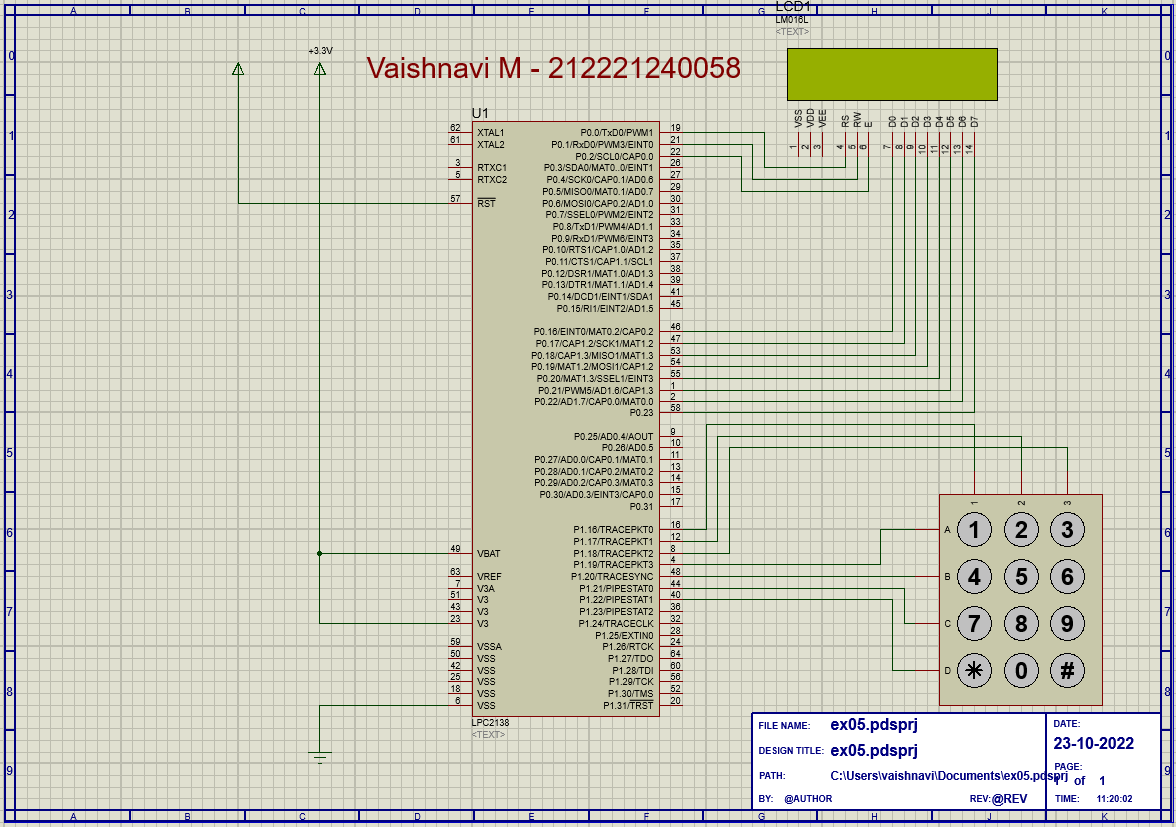 A B C D E F G H J K
LCD1
LM016L
<TEXT>
+3.3V
Vaishnavi M - 212221240058
0 0
VSS VDD VEE RS RW E D0 D1 D2 D3 D4 D5 D6 D7
1 2 3 4 5 6 7 8 9 10 11 12 13 14
U1
62 XTAL1 P0.0/TxD0/PWM1 19
1 1
61 XTAL2 P0.1/RxD0/PWM3/EINT0 21
P0.2/SCL0/CAP0.0 22
3 RTXC1 P0.3/SDA0/MAT0..0/EINT1 26
5 RTXC2 P0.4/SCK0/CAP0.1/AD0.6 27
P0.5/MISO0/MAT0.1/AD0.7 29
57 RST P0.6/MOSI0/CAP0.2/AD1.0 30
2 2
P0.7/SSEL0/PWM2/EINT2 31
P0.8/TxD1/PWM4/AD1.1 33
P0.9/RxD1/PWM6/EINT3 34
P0.10/RTS1/CAP1.0/AD1.2 35
P0.11/CTS1/CAP1.1/SCL1 37
P0.12/DSR1/MAT1.0/AD1.3 38
P0.13/DTR1/MAT1.1/AD1.4 39
3 3
P0.14/DCD1/EINT1/SDA1 41
P0.15/RI1/EINT2/AD1.5 45
P0.16/EINT0/MAT0.2/CAP0.2 46
P0.17/CAP1.2/SCK1/MAT1.2 47
P0.18/CAP1.3/MISO1/MAT1.3 53
P0.19/MAT1.2/MOSI1/CAP1.2 54
4 4
P0.20/MAT1.3/SSEL1/EINT3 55
P0.21/PWM5/AD1.6/CAP1.3 1
P0.22/AD1.7/CAP0.0/MAT0.0 2
P0.23 58
P0.25/AD0.4/AOUT 9
P0.26/AD0.5 10
5 5
P0.27/AD0.0/CAP0.1/MAT0.1 11
P0.28/AD0.1/CAP0.2/MAT0.2 13
P0.29/AD0.2/CAP0.3/MAT0.3 14
P0.30/AD0.3/EINT3/CAP0.0 15
P0.31 17
1 2 3
P1.16/TRACEPKT0 16
A 1 2 3
6 6
P1.17/TRACEPKT1 12
49 VBAT P1.18/TRACEPKT2 8
P1.19/TRACEPKT3 4
63 VREF P1.20/TRACESYNC 48
B 4 5 6
7 V3A P1.21/PIPESTAT0 44
51 V3 P1.22/PIPESTAT1 40
43 V3 P1.23/PIPESTAT2 36
7 7
23 V3 P1.24/TRACECLK 32
C 7 8 9
P1.25/EXTIN0 28
59 VSSA P1.26/RTCK 24
50 VSS P1.27/TDO 64
42 VSS P1.28/TDI 60
D * 0 #
25 VSS P1.29/TCK 56
18 VSS P1.30/TMS 52
8 8
6 VSS P1.31/TRST 20
LPC2138
<TEXT>
FILE NAME: ex05.pdsprj
DATE:
23-10-2022
DESIGN TITLE: ex05.pdsprj
PAGE:
9 9
PATH: C:\Users\vaishnavi\Documents\ex05.pdsprj
1 of 1
BY: @AUTHOR REV:@REV TIME: 11:20:02
A B C D E F G H J K